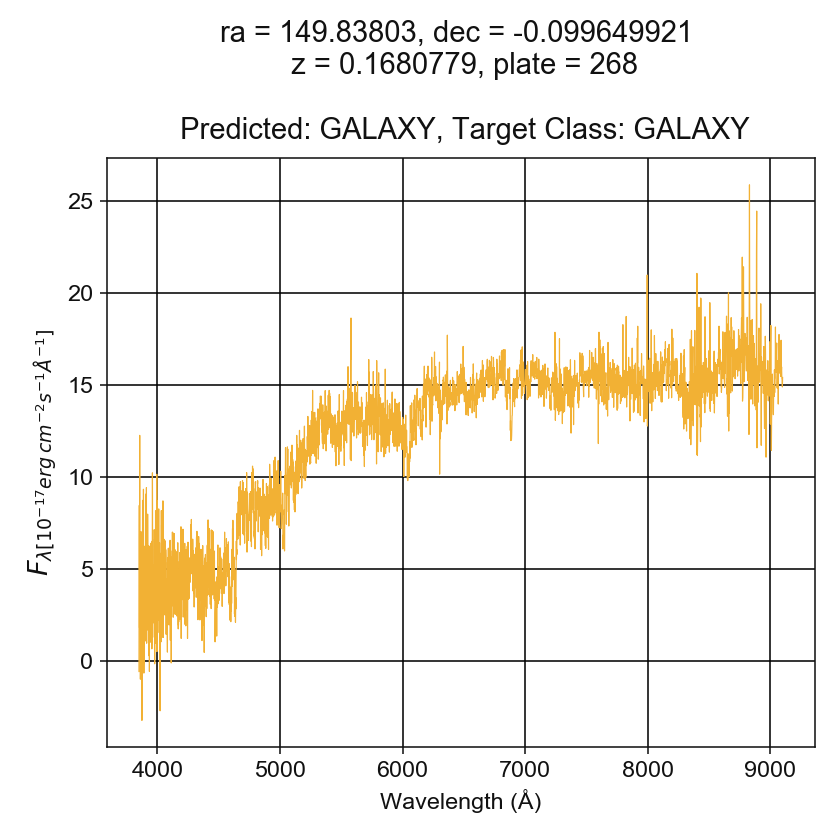 ra = 149.83803, dec = -0.099649921
z = 0.1680779, plate = 268
Predicted: GALAXY, Target Class: GALAXY
25
20
15
10
5
0
F_λ[10^{-17} erg cm^{-2} s^{-1} Å^{-1}]
4000 5000 6000 7000 8000 9000
Wavelength (Å)